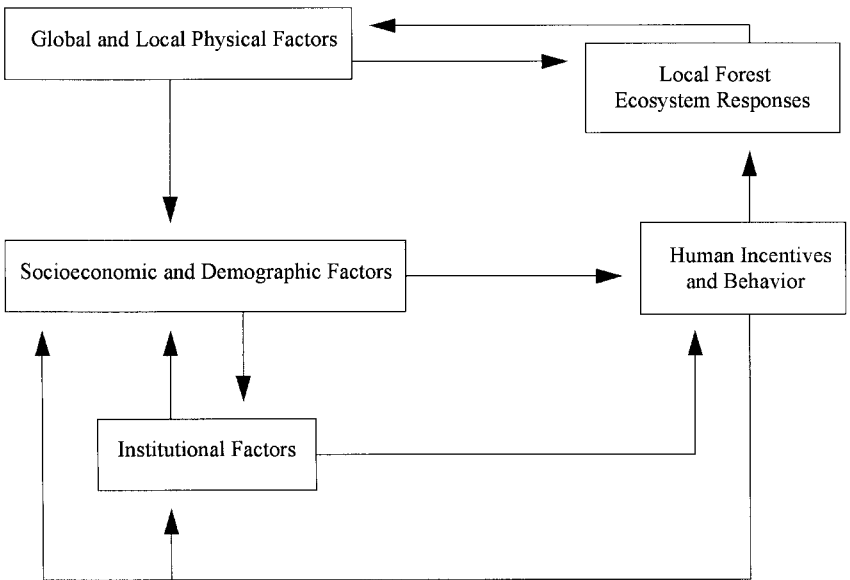 Global and Local Physical Factors
Local Forest
Ecosystem Responses
Socioeconomic and Demographic Factors
Human Incentives
and Behavior
Institutional Factors